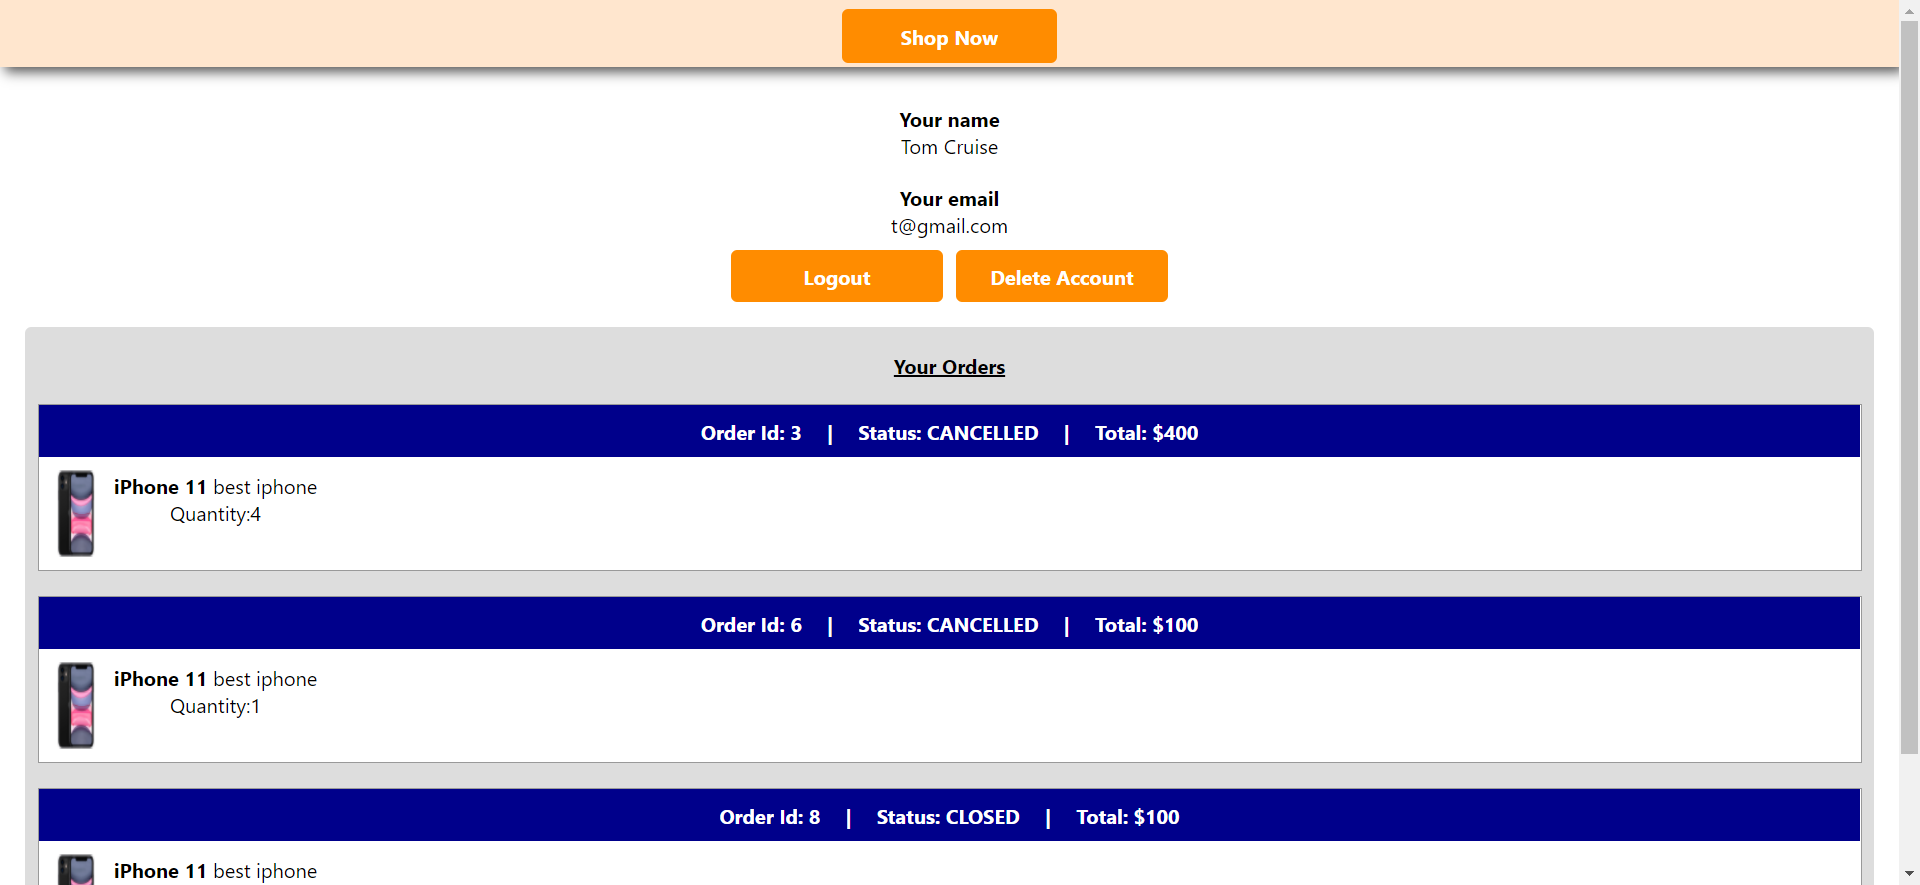 Shop Now
Your name
Tom Cruise
Your email
t@gmail.com
Logout Delete Account
Your Orders
Order Id: 3 | Status: CANCELLED | Total: $400
iPhone 11 best iphone
Quantity:4
Order Id: 6 | Status: CANCELLED | Total: $100
iPhone 11 best iphone
Quantity:1
Order Id: 8 | Status: CLOSED | Total: $100
iPhone 11 best iphone